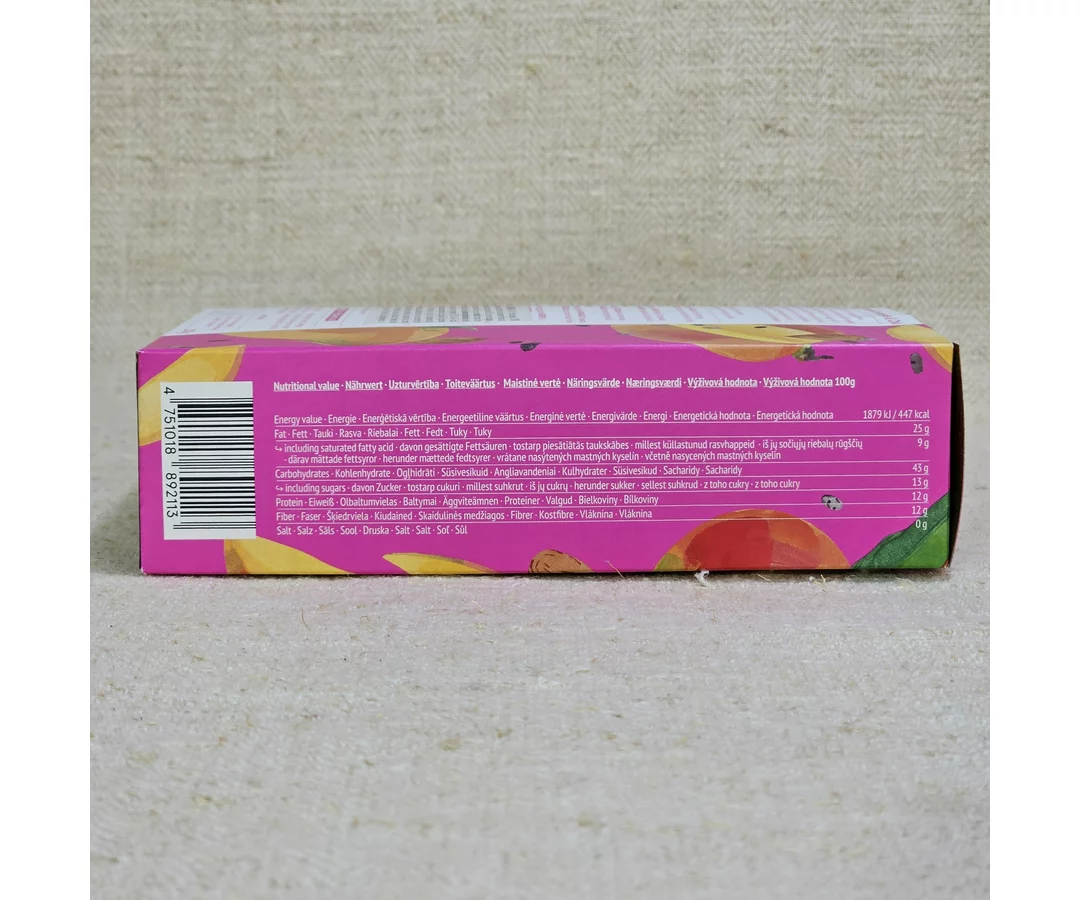 Nutritional value · Nährwert · Uzturvērtība · Toiteväärtus · Maistinė vertė · Näringsvärde · Næringsværdi · Výživová hodnota · Výživová hodnota 100g
Energy value · Energie · Enerģētiskā vērtība · Energeetiline väärtus · Energinė vertė · Energivärde · Energi · Energetická hodnota · Energetická hodnota 1879 kJ / 447 kcal
Fat · Fett · Tauki · Rasva · Riebalai · Fett · Fedt · Tuky · Tuky 25 g
↪ including saturated fatty acid · davon gesättigte Fettsäuren · tostarp piesātiātās taukskābes · millest küllastunud rasvhappeid · iš jų sočiųjų riebalų rūgščių 9 g
· därav mättade fettsyror · herunder mættede fedtsyrer · vrátane nasýtených mastných kyselín · včetně nasycených mastných kyselin
Carbohydrates · Kohlenhydrate · Ogļhidrāti · Süsivesikuid · Angliavandeniai · Kulhydrater · Süsivesikud · Sacharidy · Sacharidy 43 g
↪ including sugars · davon Zucker · tostarp cukuri · millest suhkrut · iš jų cukrų · herunder sukker · sellest suhkrud · z toho cukry · z toho cukry 13 g
Protein · Eiweiß · Olbaltumvielas · Baltymai · Äggviteämnen · Proteiner · Valgud · Bielkoviny · Bílkoviny 12 g
Fiber · Faser · Šķiedrviela · Kiudained · Skaidulinės medžiagos · Fibrer · Kostfibre · Vláknina · Vláknina 12 g
Salt · Salz · Sāls · Sool · Druska · Salt · Salt · Soľ · Sůl 0 g
4 751018 892113